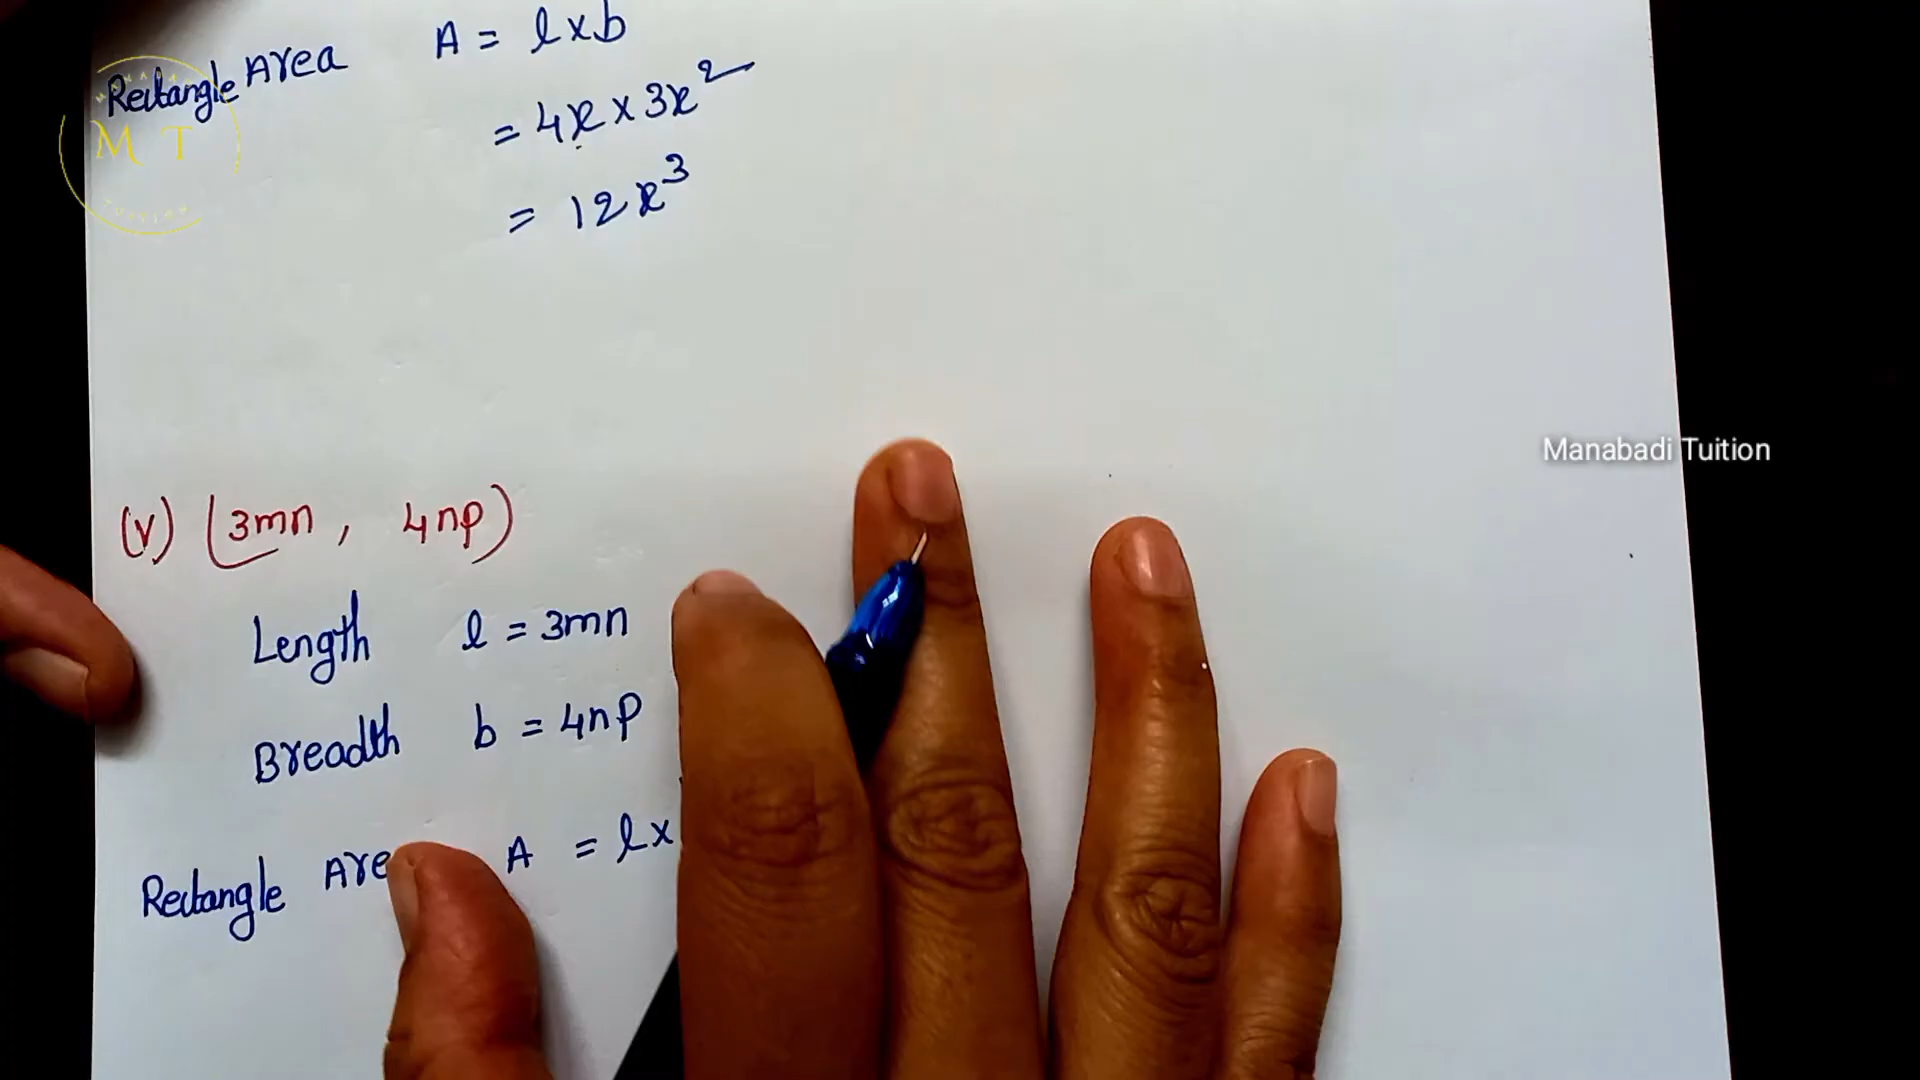 Rectangle Area A = l x b
= 4x x 3x²
= 12x³
M T
Manabadi Tuition
(V) (3mn, 4np)
Length l = 3mn
Breadth b = 4np
Rectangle Are A = l x